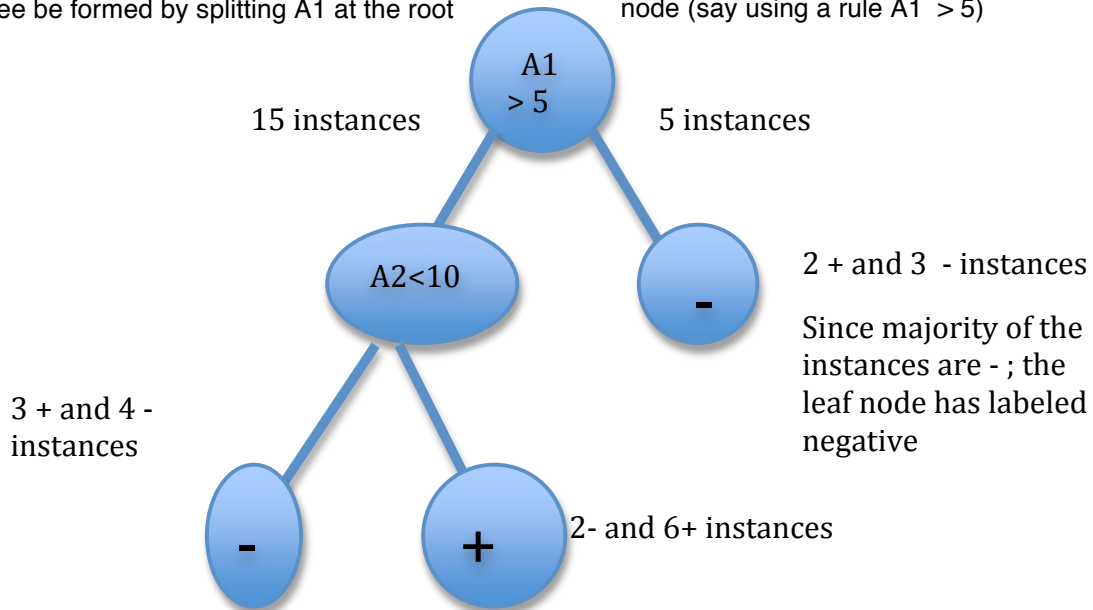 ee be formed by splitting A1 at the root node (say using a rule A1 > 5)
A1
> 5
15 instances
5 instances
A2<10
-
2 + and 3 - instances
Since majority of the
instances are - ; the
leaf node has labeled
negative
3 + and 4 -
instances
-
+
2- and 6+ instances